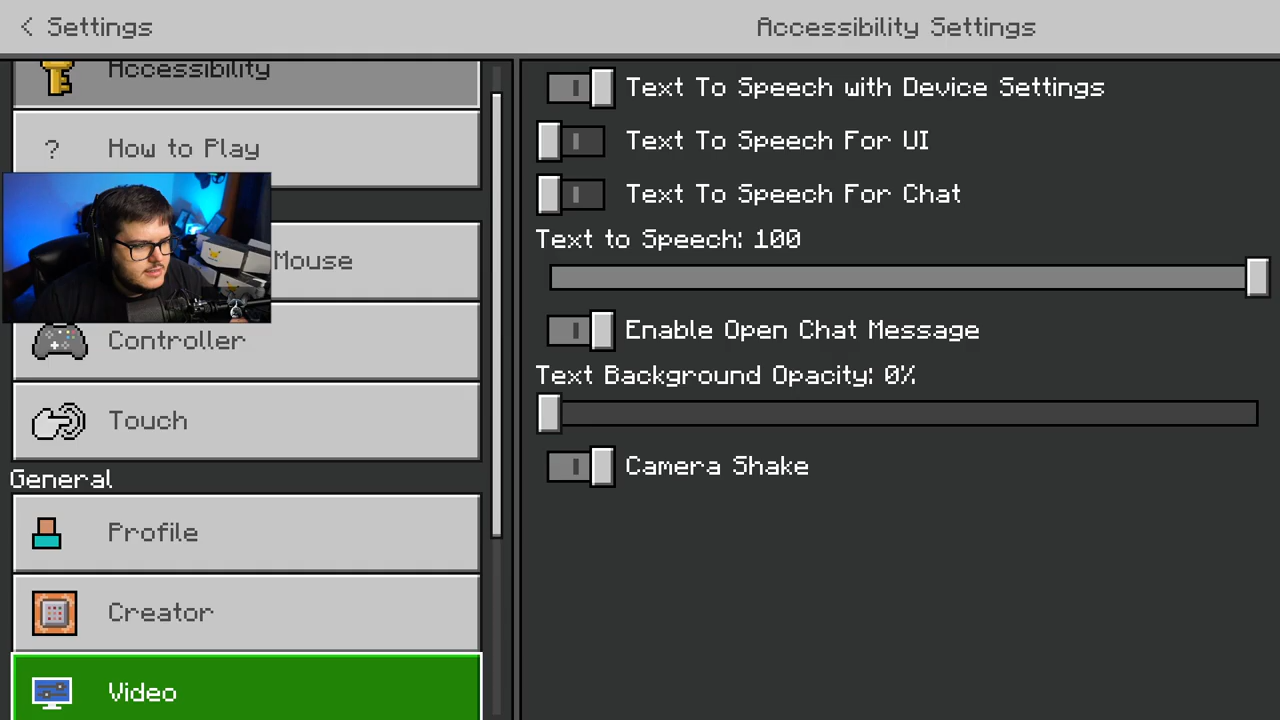 Settings
Accessibility Settings
Accessibility
How to Play
Mouse
Controller
Touch
General
Profile
Creator
Video
Text To Speech with Device Settings
Text To Speech For UI
Text To Speech For Chat
Text to Speech: 100
Enable Open Chat Message
Text Background Opacity: 0%
Camera Shake